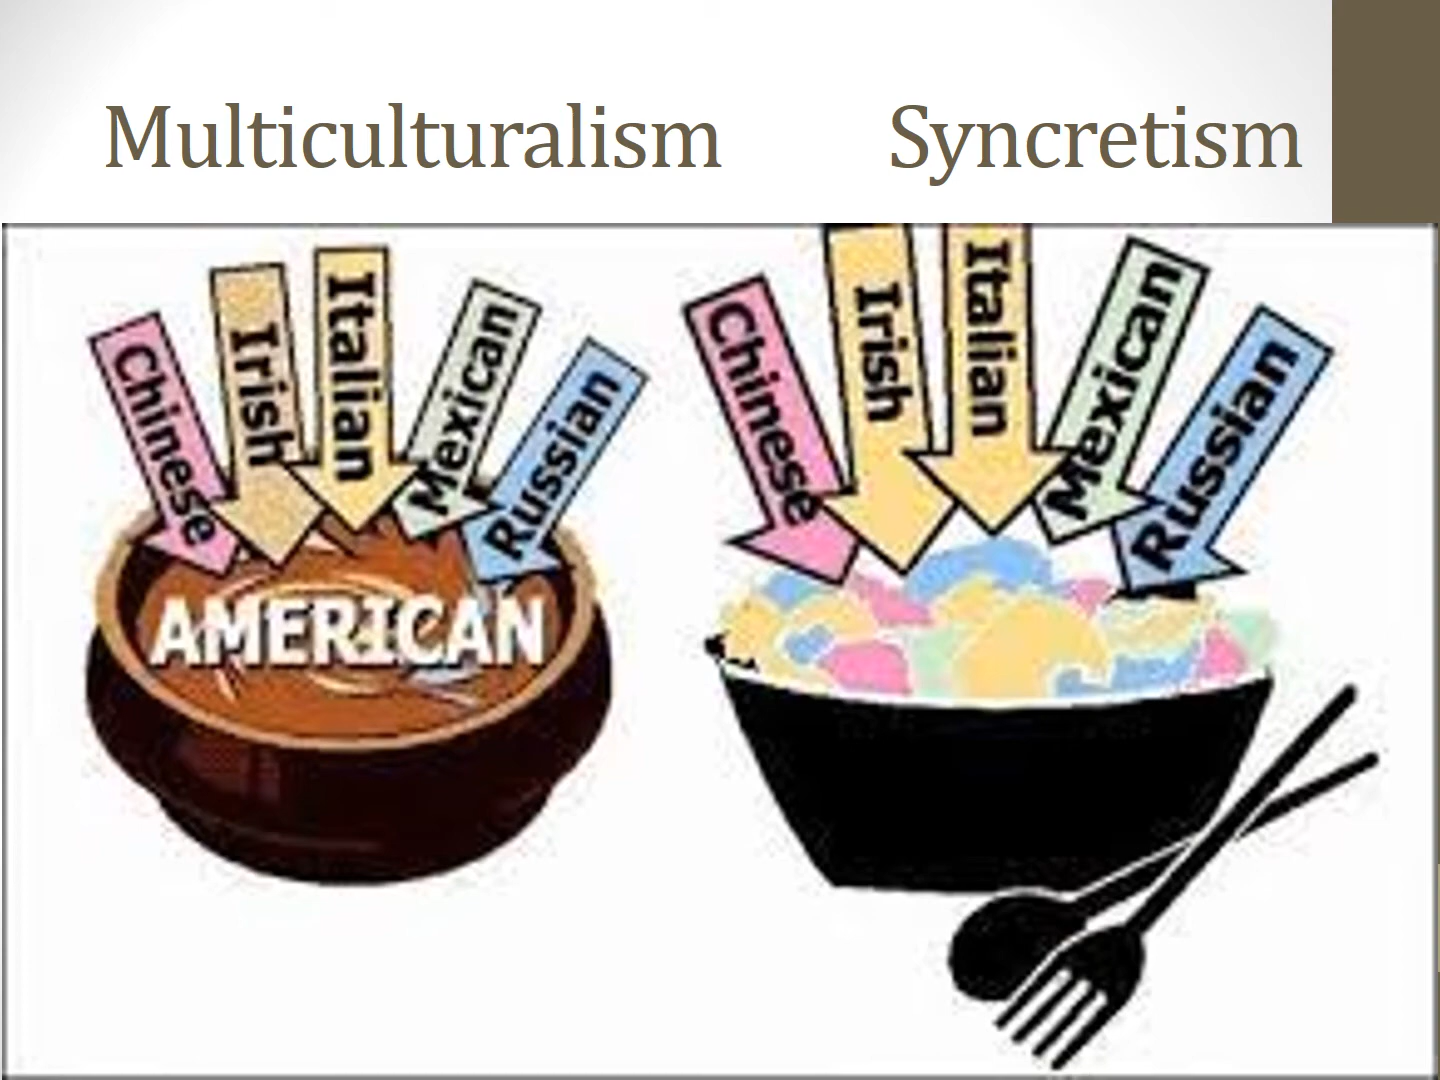 Multiculturalism
Syncretism
Chinese
Irish
Italian
Mexican
Russian
AMERICAN
Chinese
Irish
Italian
Mexican
Russian